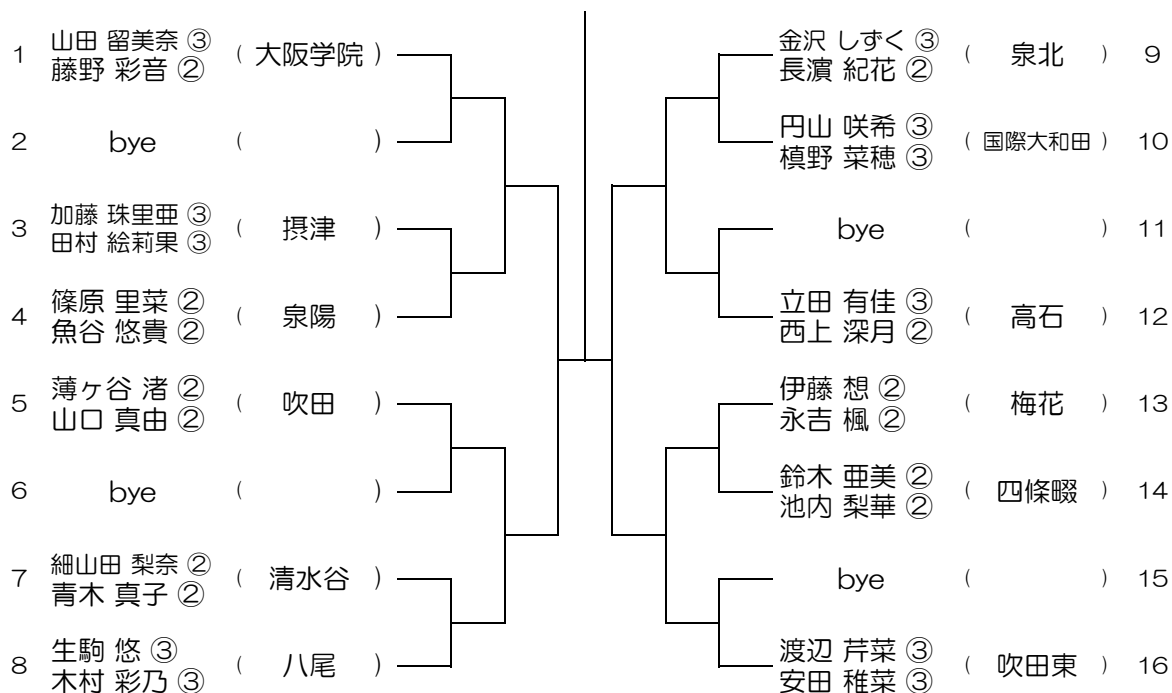 1 山田 留美奈 ③ ( 大阪学院 )
藤野 彩音 ②
2 bye ( )
3 加藤 珠里亜 ③ ( 摂津 )
田村 絵莉果 ③
4 篠原 里菜 ② ( 泉陽 )
魚谷 悠貴 ②
5 薄ヶ谷 渚 ② ( 吹田 )
山口 真由 ②
6 bye ( )
7 細山田 梨奈 ② ( 清水谷 )
青木 真子 ②
8 生駒 悠 ③ ( 八尾 )
木村 彩乃 ③
金沢 しずく ③ ( 泉北 ) 9
長濵 紀花 ②
円山 咲希 ③ ( 国際大和田 ) 10
槙野 菜穂 ③
bye ( ) 11
立田 有佳 ③ ( 高石 ) 12
西上 深月 ②
伊藤 想 ② ( 梅花 ) 13
永吉 楓 ②
鈴木 亜美 ② ( 四條畷 ) 14
池内 梨華 ②
bye ( ) 15
渡辺 芹菜 ③ ( 吹田東 ) 16
安田 稚菜 ③